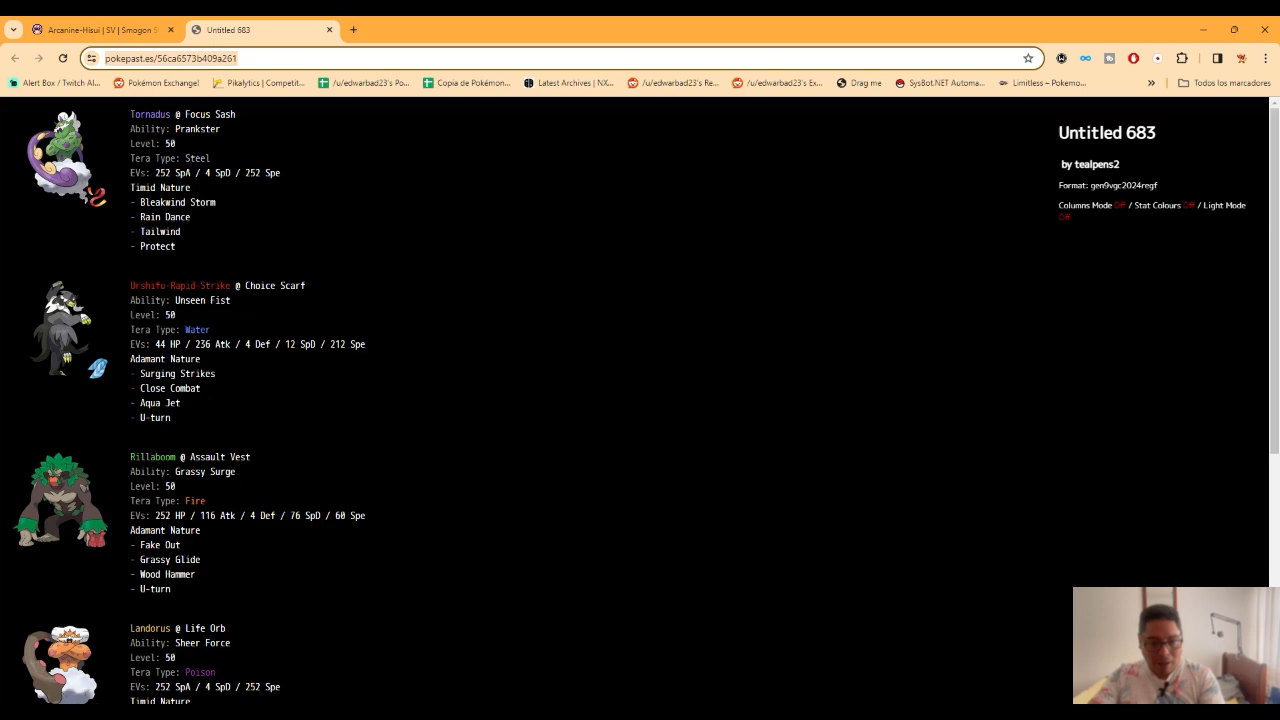 Arcanine-Hisui | SV | Smogon S
Untitled 683
pokepast.es/56ca6573b409a261
Alert Box / Twitch Al...
Pokémon Exchange!
Pikalytics | Competit...
/u/edwarbad23's Po...
Copia de Pokémon...
Latest Archives | NX...
/u/edwarbad23's Re...
/u/edwarbad23's Ex...
Drag me
SysBot.NET Automa...
Limitless – Pokemo...
»
Todos los marcadores
Tornadus @ Focus Sash
Ability: Prankster
Level: 50
Tera Type: Steel
EVs: 252 SpA / 4 SpD / 252 Spe
Timid Nature
- Bleakwind Storm
- Rain Dance
- Tailwind
- Protect
Urshifu-Rapid-Strike @ Choice Scarf
Ability: Unseen Fist
Level: 50
Tera Type: Water
EVs: 44 HP / 236 Atk / 4 Def / 12 SpD / 212 Spe
Adamant Nature
- Surging Strikes
- Close Combat
- Aqua Jet
- U-turn
Rillaboom @ Assault Vest
Ability: Grassy Surge
Level: 50
Tera Type: Fire
EVs: 252 HP / 116 Atk / 4 Def / 76 SpD / 60 Spe
Adamant Nature
- Fake Out
- Grassy Glide
- Wood Hammer
- U-turn
Landorus @ Life Orb
Ability: Sheer Force
Level: 50
Tera Type: Poison
EVs: 252 SpA / 4 SpD / 252 Spe
Timid Nature
Untitled 683
by tealpens2
Format: gen9vgc2024regf
Columns Mode Off / Stat Colours Off / Light Mode
Off